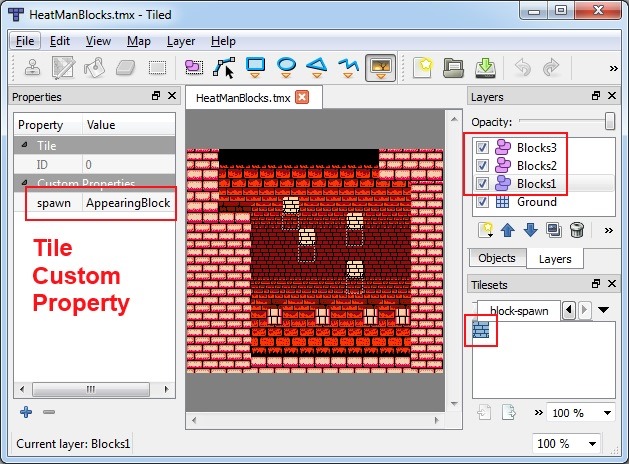 HeatManBlocks.tmx - Tiled
File Edit View Map Layer Help
Properties
Property Value
Tile
ID 0
Custom Properties
spawn AppearingBlock
Tile
Custom
Property
HeatManBlocks.tmx
Layers
Opacity:
Blocks3
Blocks2
Blocks1
Ground
Objects Layers
Tilesets
block-spawn
100 %
Current layer: Blocks1
100 %